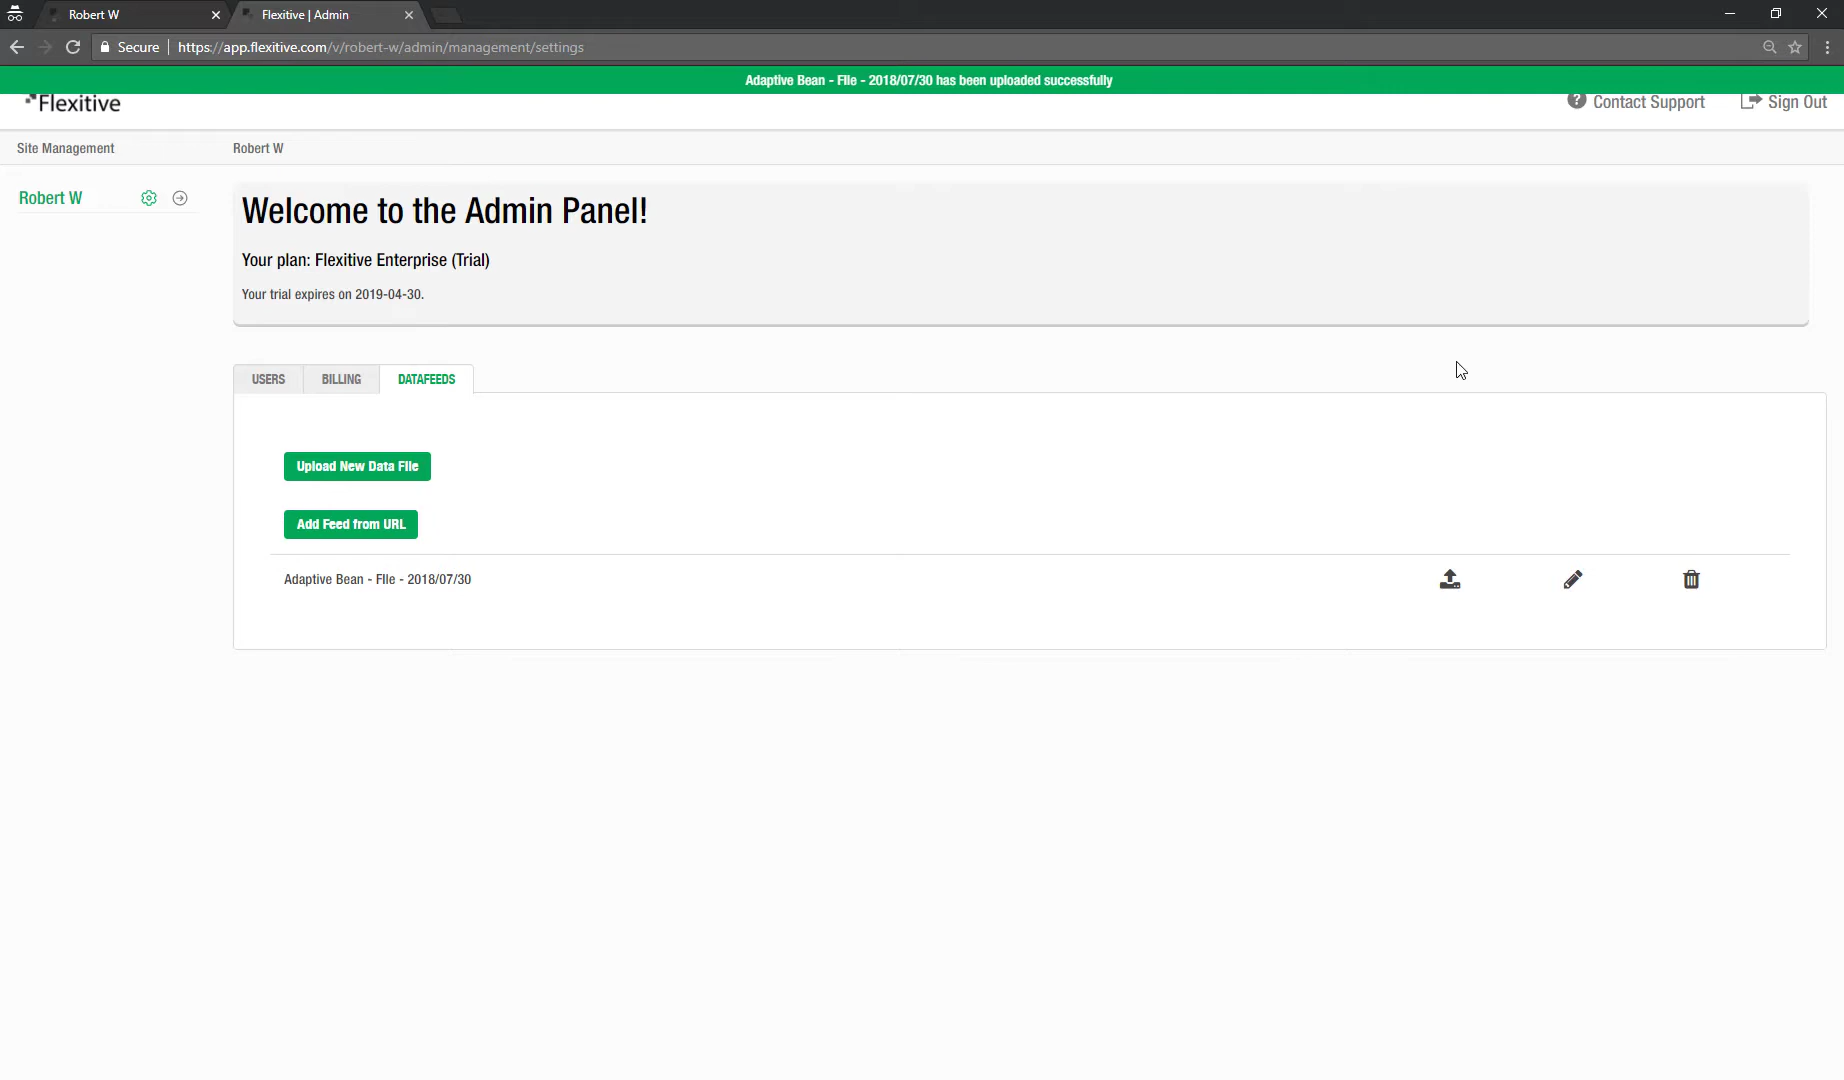 Robert W
Flexitive | Admin
Secure
https://app.flexitive.com/v/robert-w/admin/management/settings
Adaptive Bean - File - 2018/07/30 has been uploaded successfully
Flexitive
Contact Support
Sign Out
Site Management
Robert W
Robert W
Welcome to the Admin Panel!
Your plan: Flexitive Enterprise (Trial)
Your trial expires on 2019-04-30.
USERS
BILLING
DATAFEEDS
Upload New Data File
Add Feed from URL
Adaptive Bean - File - 2018/07/30